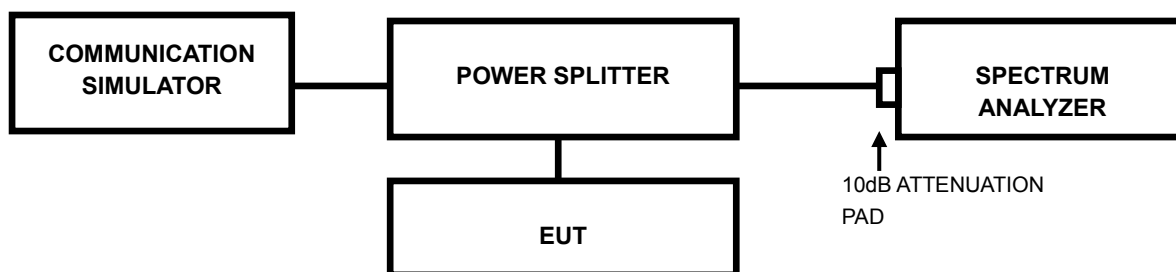 COMMUNICATION
SIMULATOR
POWER SPLITTER
SPECTRUM
ANALYZER
10dB ATTENUATION
PAD
EUT